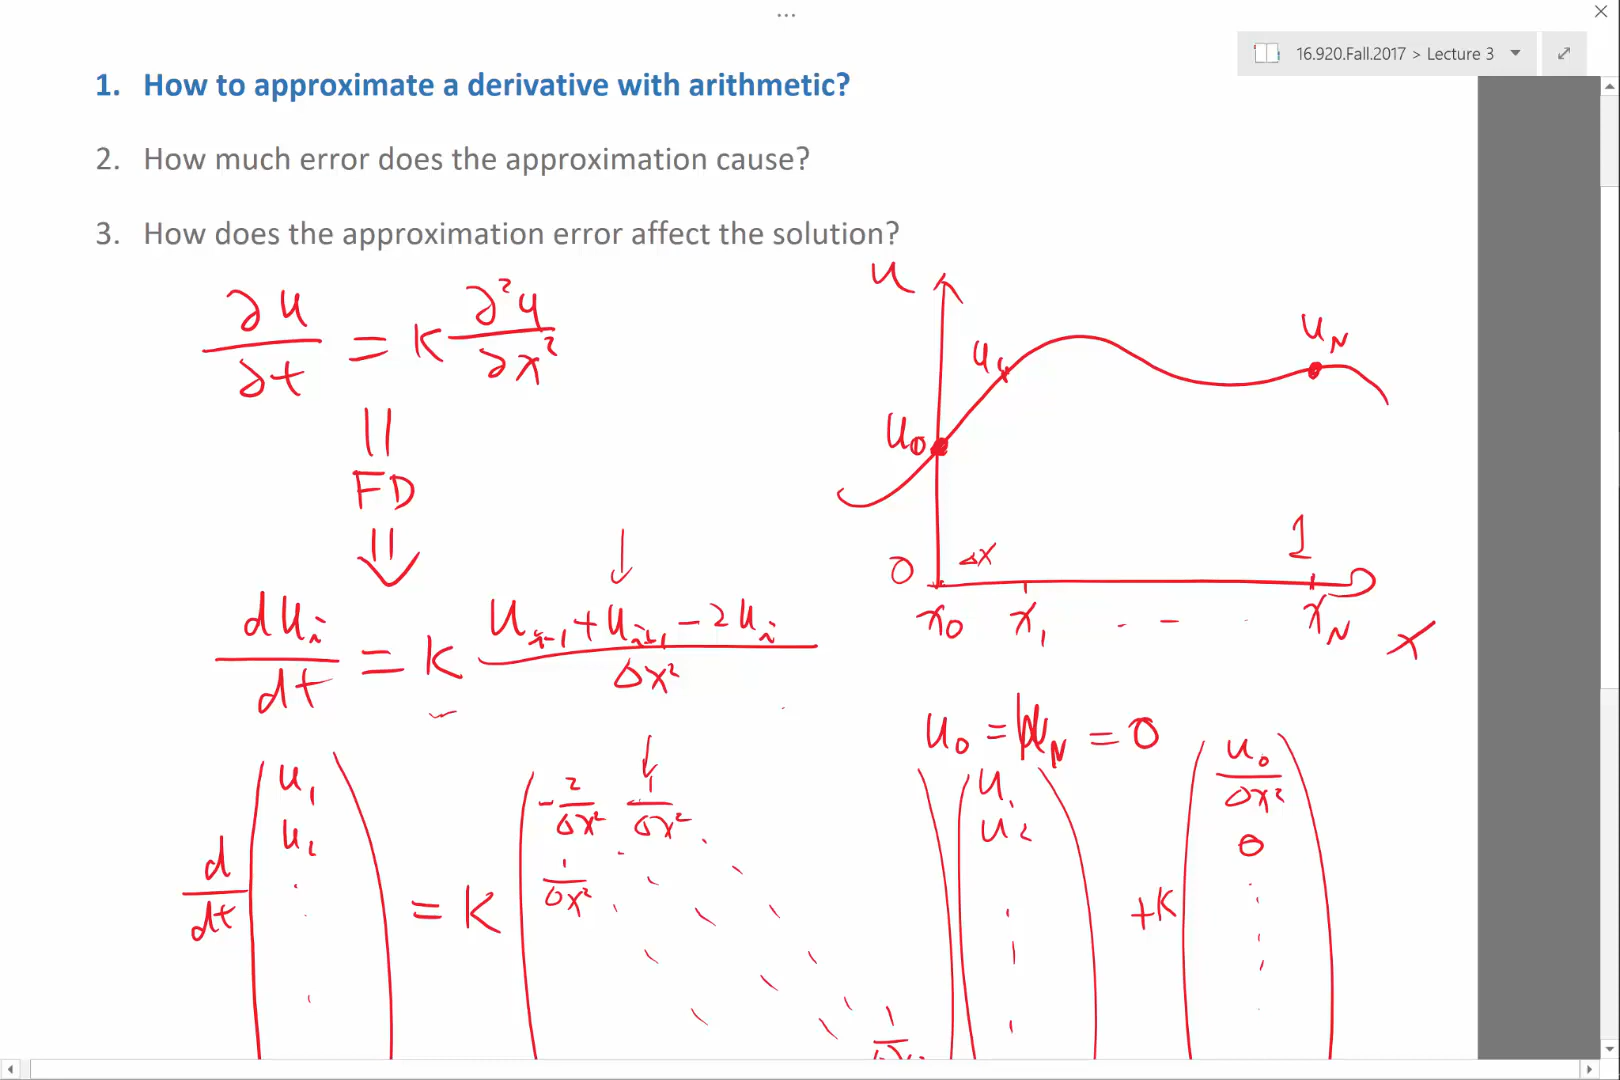 ...
16.920.Fall.2017 > Lecture 3
1. How to approximate a derivative with arithmetic?
2. How much error does the approximation cause?
3. How does the approximation error affect the solution?
∂u/∂t = K ∂²u/∂x²
FD
du_i/dt = K (u_{i-1} + u_{i+1} - 2u_i)/Δx²
u
u_0
u_1
u_N
0 Δx 1
x_0 x_1 . - . x_N x
u_0 = u_N = 0
d/dt (u_1 u_2 . . .) = K (-2/Δx² 1/Δx² 1/Δx² 1/Δx²) (u_1 u_2 . . .) + K (u_0/Δx² 0 . . .)